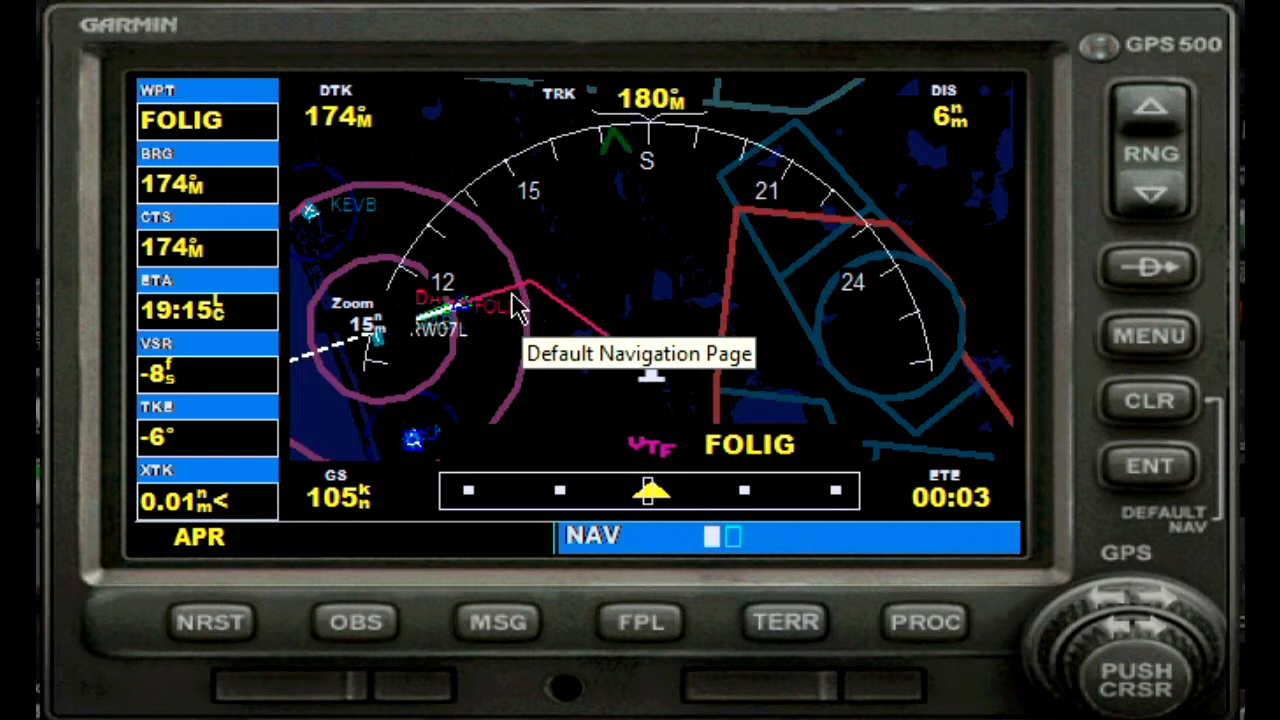 GARMIN
GPS 500
WPT
FOLIG
BRG
174°M
CTS
174°M
ETA
19:15LC
VSR
-8fs
TKE
-6°
XTK
0.01nm<
DTK
174°M
TRK
180°M
DIS
6nm
S
15
21
12
24
KEVB
Zoom
15nm
FOL
RW07L
Default Navigation Page
VTF
FOLIG
GS
105kn
ETE
00:03
APR
NAV
RNG
D
MENU
CLR
ENT
DEFAULT
NAV
GPS
NRST
OBS
MSG
FPL
TERR
PROC
PUSH
CRSR